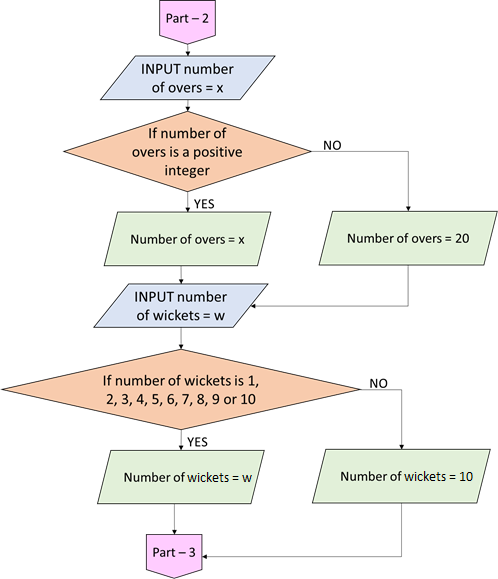 Part – 2
INPUT number
of overs = x
If number of
overs is a positive
integer
NO
YES
Number of overs = x
Number of overs = 20
INPUT number
of wickets = w
If number of wickets is 1,
2, 3, 4, 5, 6, 7, 8, 9 or 10
NO
YES
Number of wickets = w
Number of wickets = 10
Part – 3